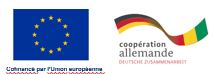 coopération
allemande
DEUTSCHE ZUSAMMENARBEIT
Cofinancé par l'Union européenne